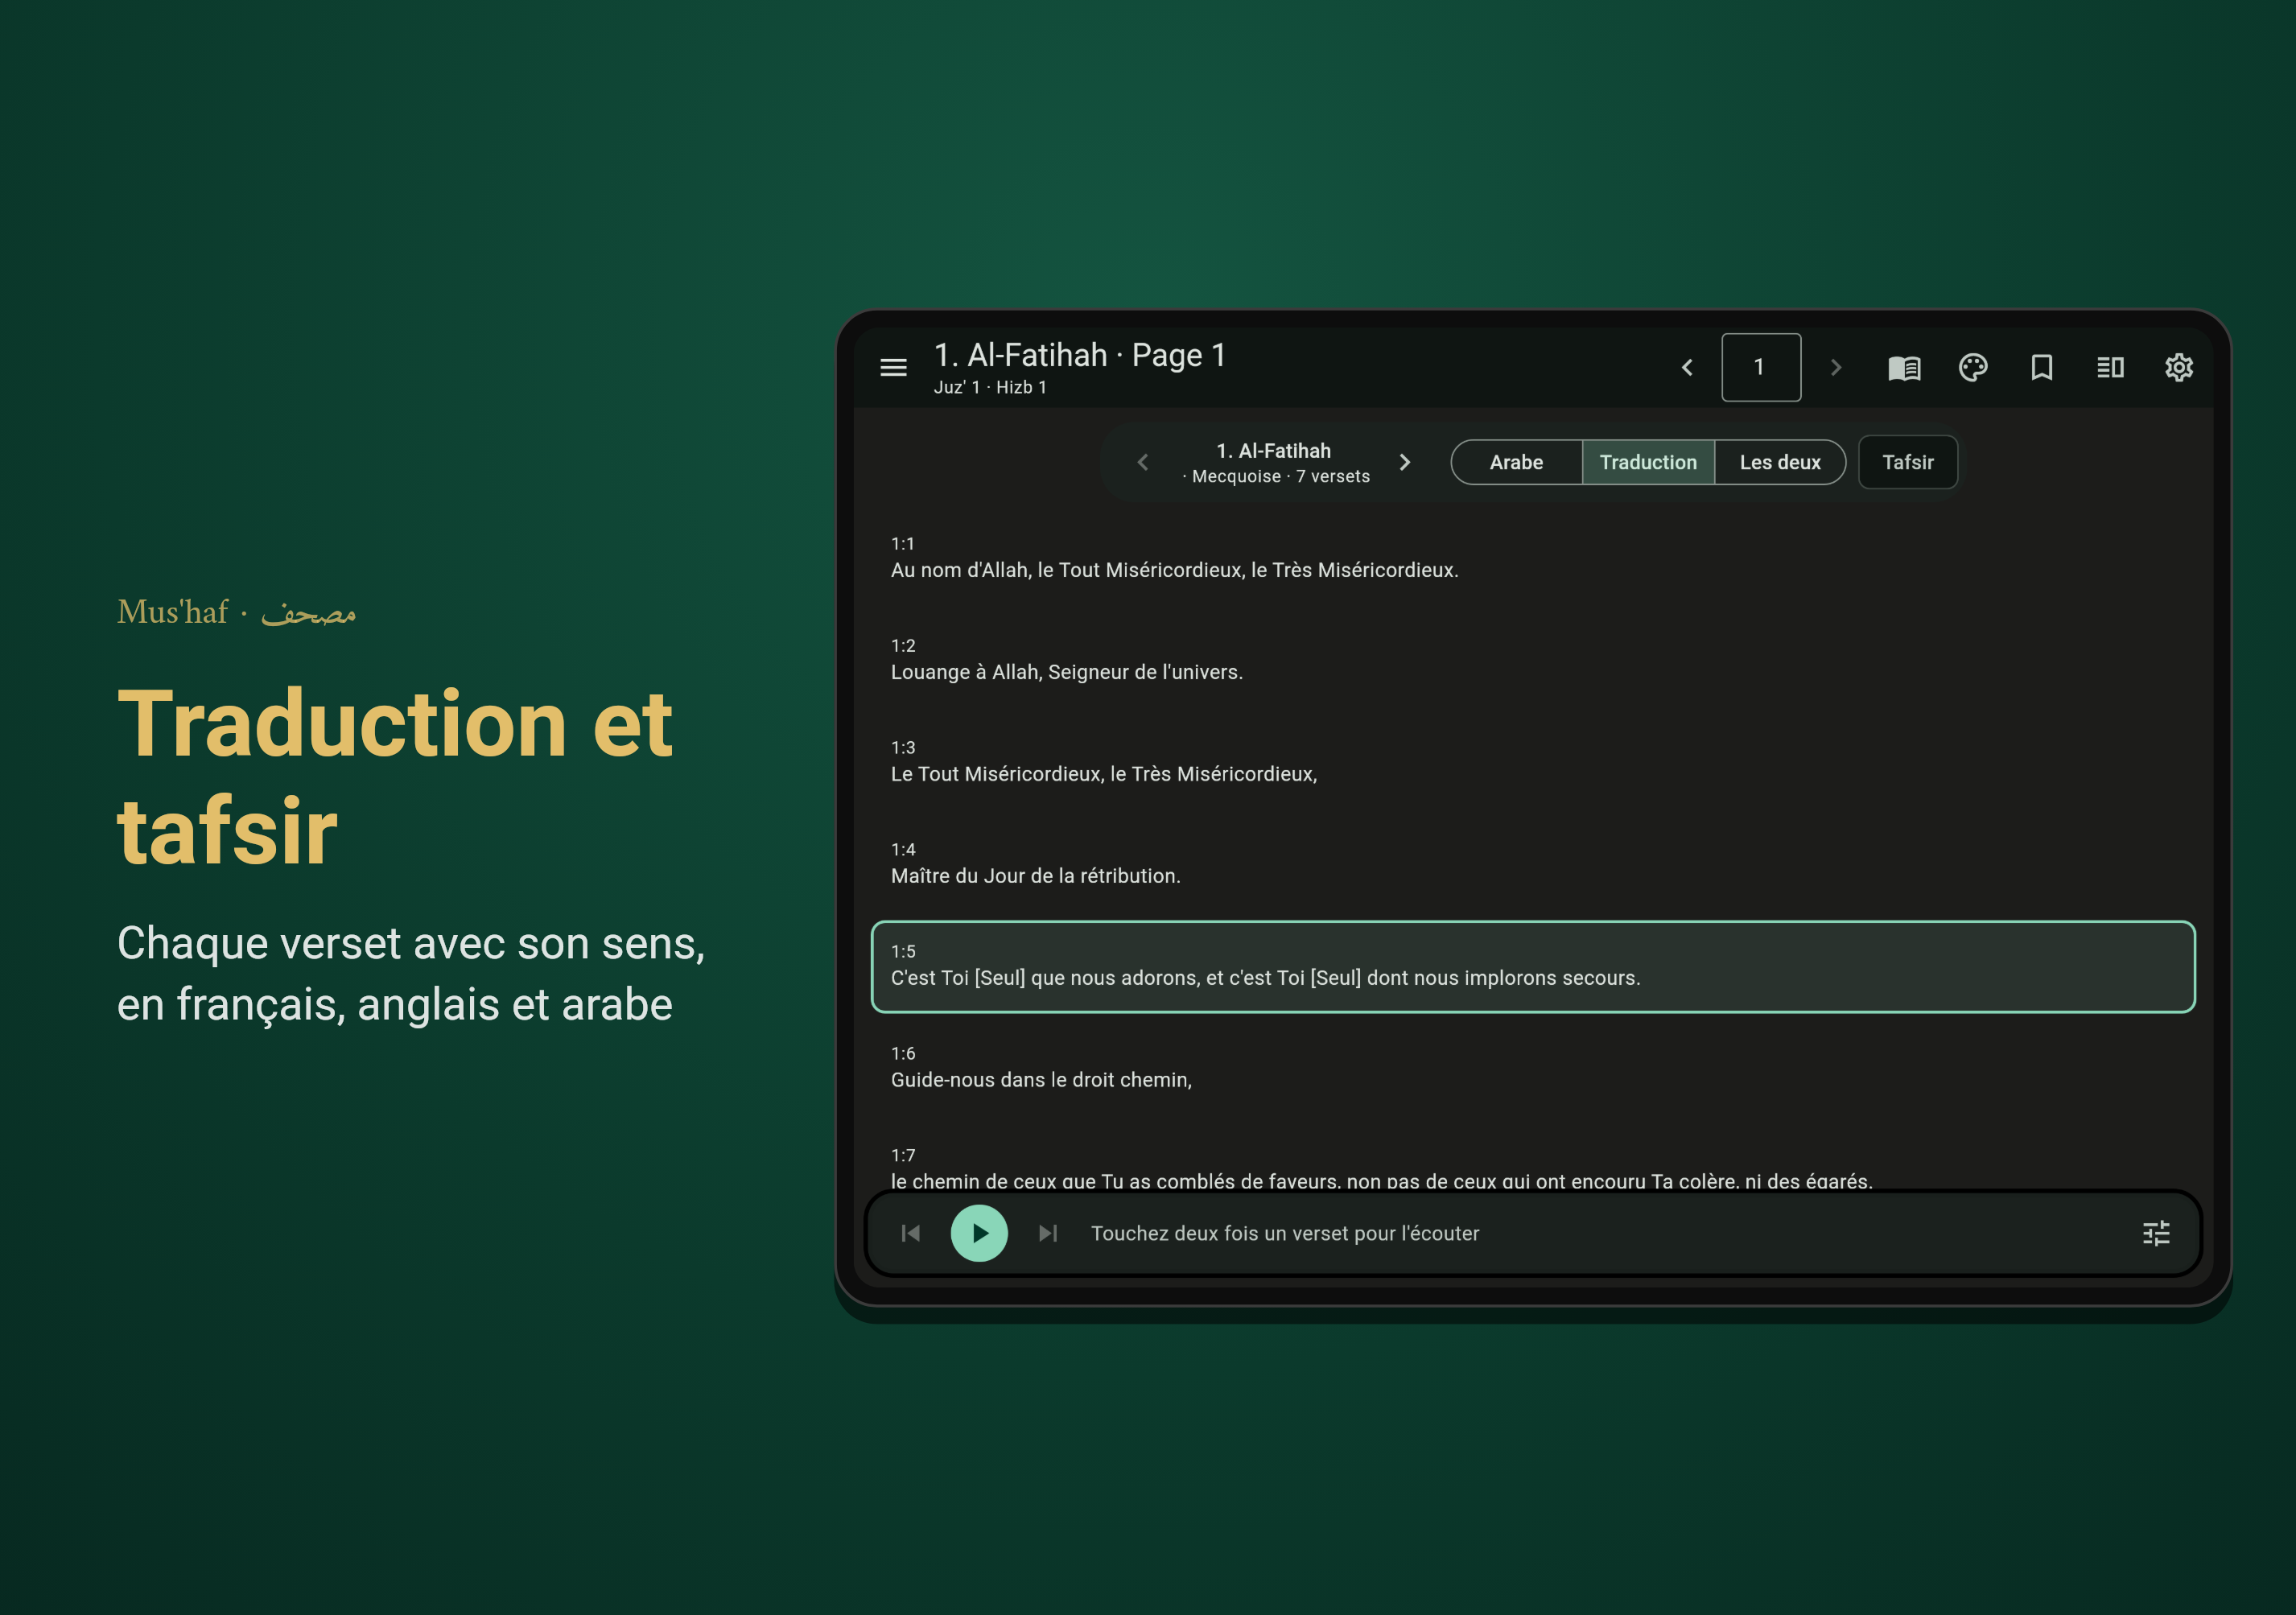 Mus'haf · مصحف
Traduction et
tafsir
Chaque verset avec son sens,
en français, anglais et arabe
1. Al-Fatihah · Page 1
Juz' 1 · Hizb 1
1
1. Al-Fatihah
· Mecquoise · 7 versets
Arabe
Traduction
Les deux
Tafsir
1:1
Au nom d'Allah, le Tout Miséricordieux, le Très Miséricordieux.
1:2
Louange à Allah, Seigneur de l'univers.
1:3
Le Tout Miséricordieux, le Très Miséricordieux,
1:4
Maître du Jour de la rétribution.
1:5
C'est Toi [Seul] que nous adorons, et c'est Toi [Seul] dont nous implorons secours.
1:6
Guide-nous dans le droit chemin,
1:7
le chemin de ceux que Tu as comblés de faveurs, non pas de ceux qui ont encouru Ta colère, ni des égarés.
Touchez deux fois un verset pour l'écouter